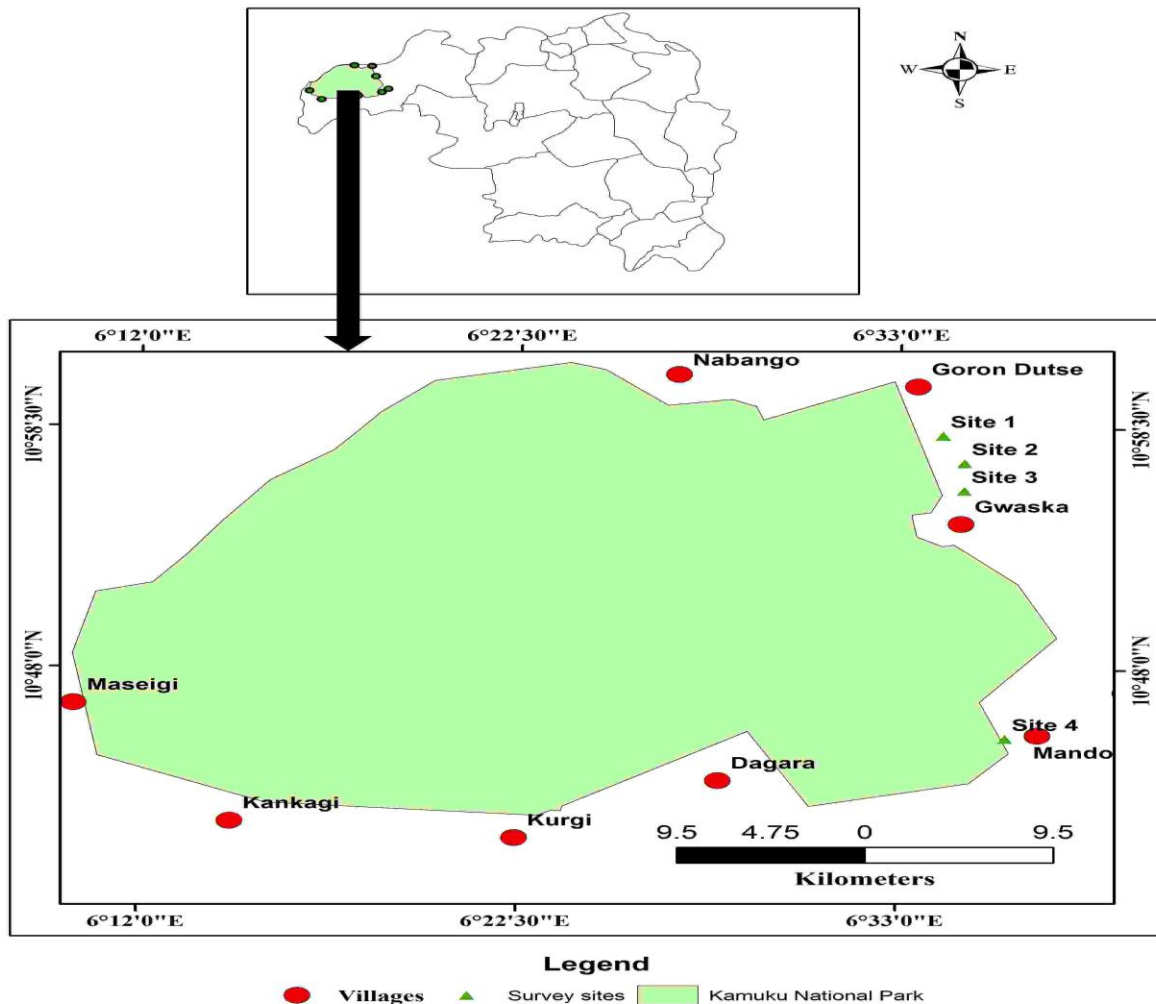 N
W E
S
6°12'0"E 6°22'30"E 6°33'0"E
Nabango
Goron Dutse
10°58'30"N
10°58'30"N
Site 1
Site 2
Site 3
Gwaska
10°48'0"N
10°48'0"N
Maseigi
Site 4
Mando
Dagara
Kankagi
Kurgi
9.5 4.75 0 9.5
Kilometers
6°12'0"E 6°22'30"E 6°33'0"E
Legend
Villages Survey sites Kamuku National Park